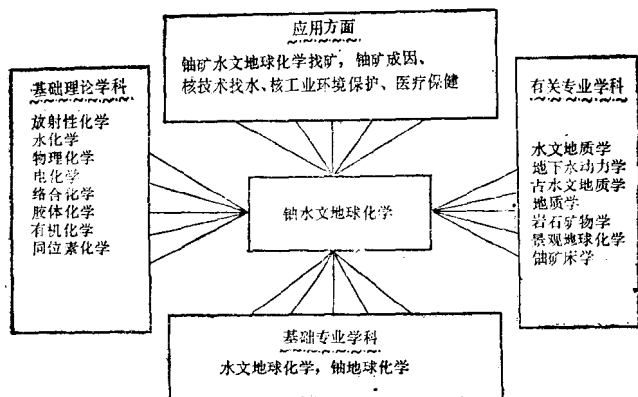 应用方面
铀矿水文地球化学找矿，铀矿成因、
核技术找水、核工业环境保护、医疗保健
基础理论学科
放射性化学
水化学
物理化学
电化学
络合化学
胶体化学
有机化学
同位素化学
铀水文地球化学
有关专业学科
水文地质学
地下水动力学
古水文地质学
地质学
岩石矿物学
景观地球化学
铀矿床学
基础专业学科
水文地球化学，铀地球化学